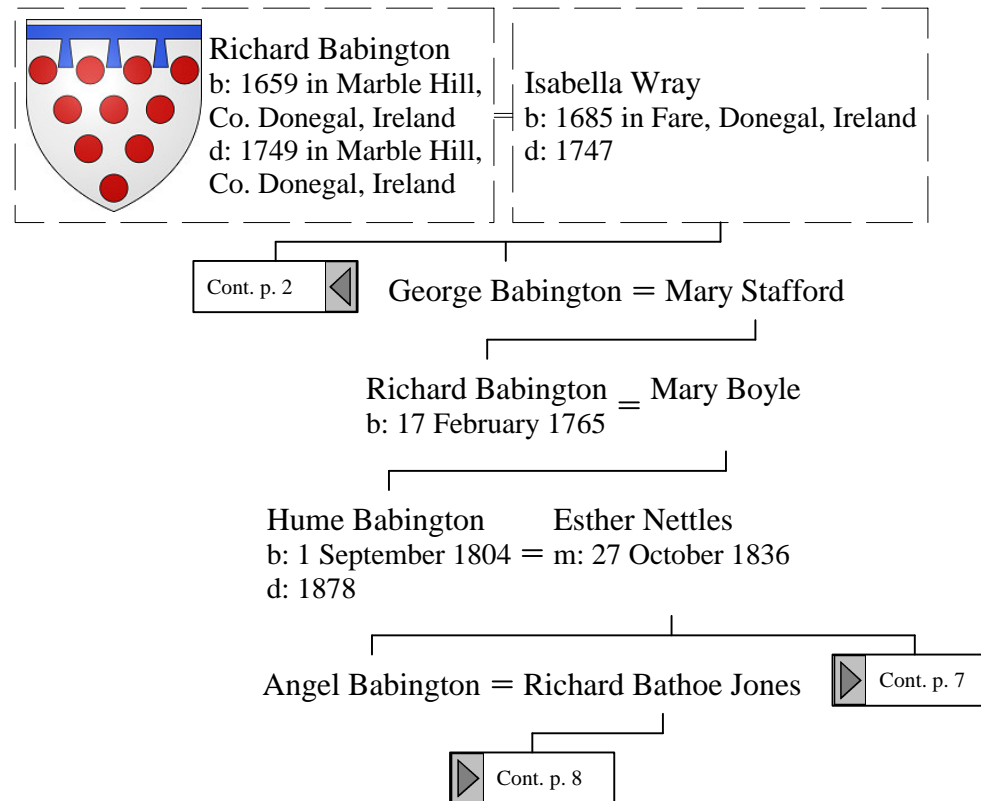 Richard Babington
b: 1659 in Marble Hill,
Co. Donegal, Ireland
d: 1749 in Marble Hill,
Co. Donegal, Ireland
=
Isabella Wray
b: 1685 in Fare, Donegal, Ireland
d: 1747
Cont. p. 2
George Babington = Mary Stafford
Richard Babington = Mary Boyle
b: 17 February 1765
Hume Babington
b: 1 September 1804
d: 1878
=
Esther Nettles
m: 27 October 1836
Angel Babington = Richard Bathoe Jones
Cont. p. 7
Cont. p. 8